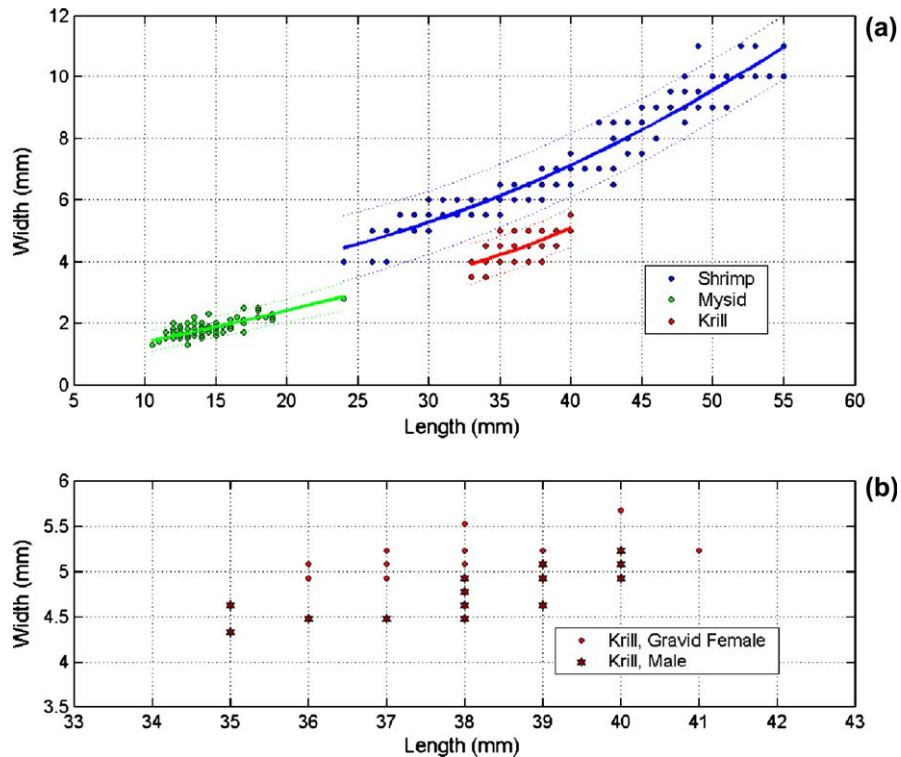 (a)
12
10
8
6
4
2
0
Width (mm)
Shrimp
Mysid
Krill
5 10 15 20 25 30 35 40 45 50 55 60
Length (mm)
(b)
6
5.5
5
4.5
4
3.5
Width (mm)
Krill, Gravid Female
Krill, Male
33 34 35 36 37 38 39 40 41 42 43
Length (mm)